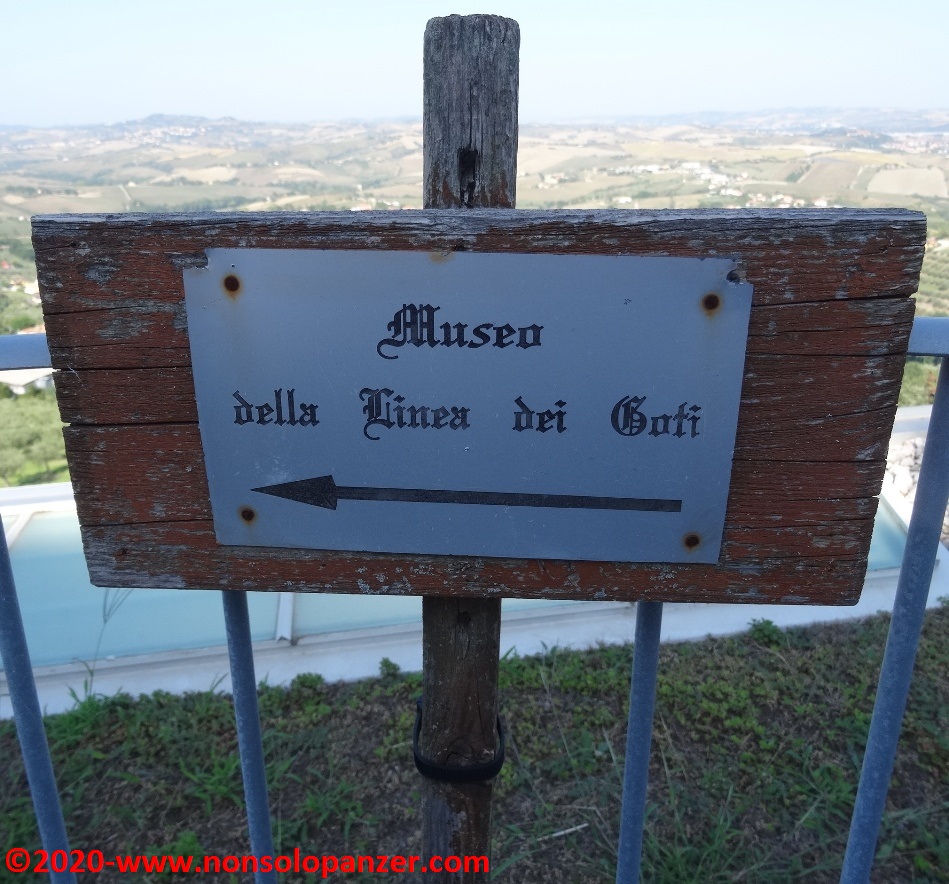 Museo
della Linea dei Goti
©2020-www.nonsolopanzer.com